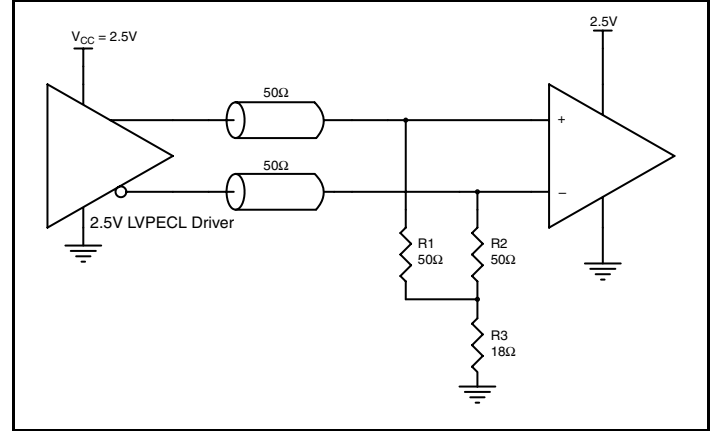 V_CC = 2.5V
2.5V
50Ω
+
50Ω
−
2.5V LVPECL Driver
R1
50Ω
R2
50Ω
R3
18Ω